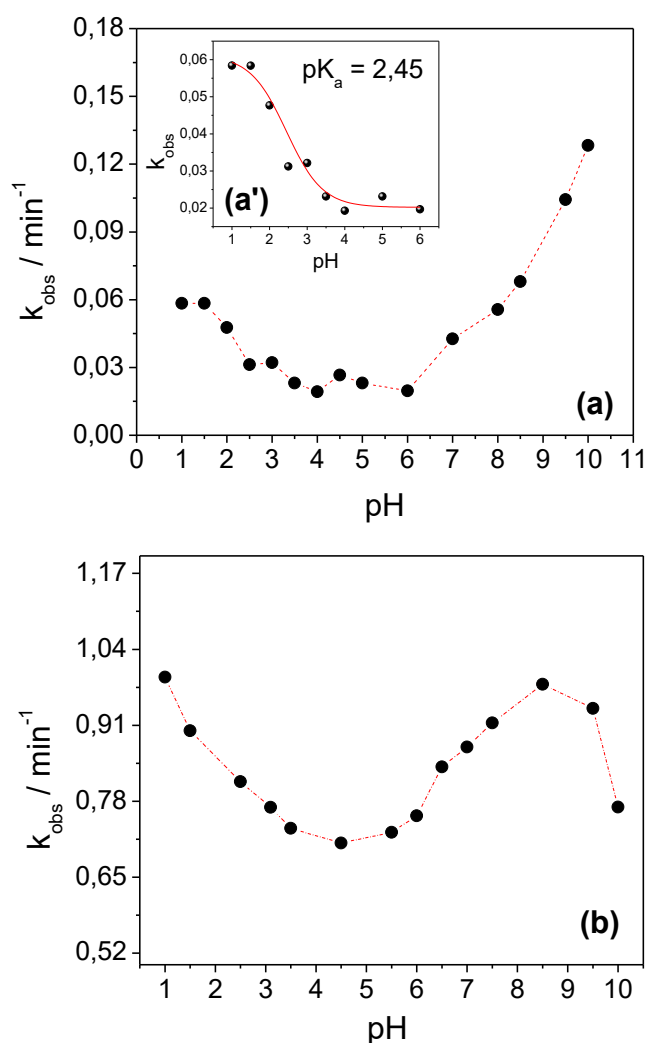 0,18
0,15
0,12
0,09
0,06
0,03
0,00
k_obs / min^-1
1 2 3 4 5 6 7 8 9 10 11
0
pH
(a)
0,06
0,05
0,04
0,03
0,02
k_obs
pK_a = 2,45
(a')
1 2 3 4 5 6
pH
1,17
1,04
0,91
0,78
0,65
0,52
k_obs / min^-1
1 2 3 4 5 6 7 8 9 10
pH
(b)